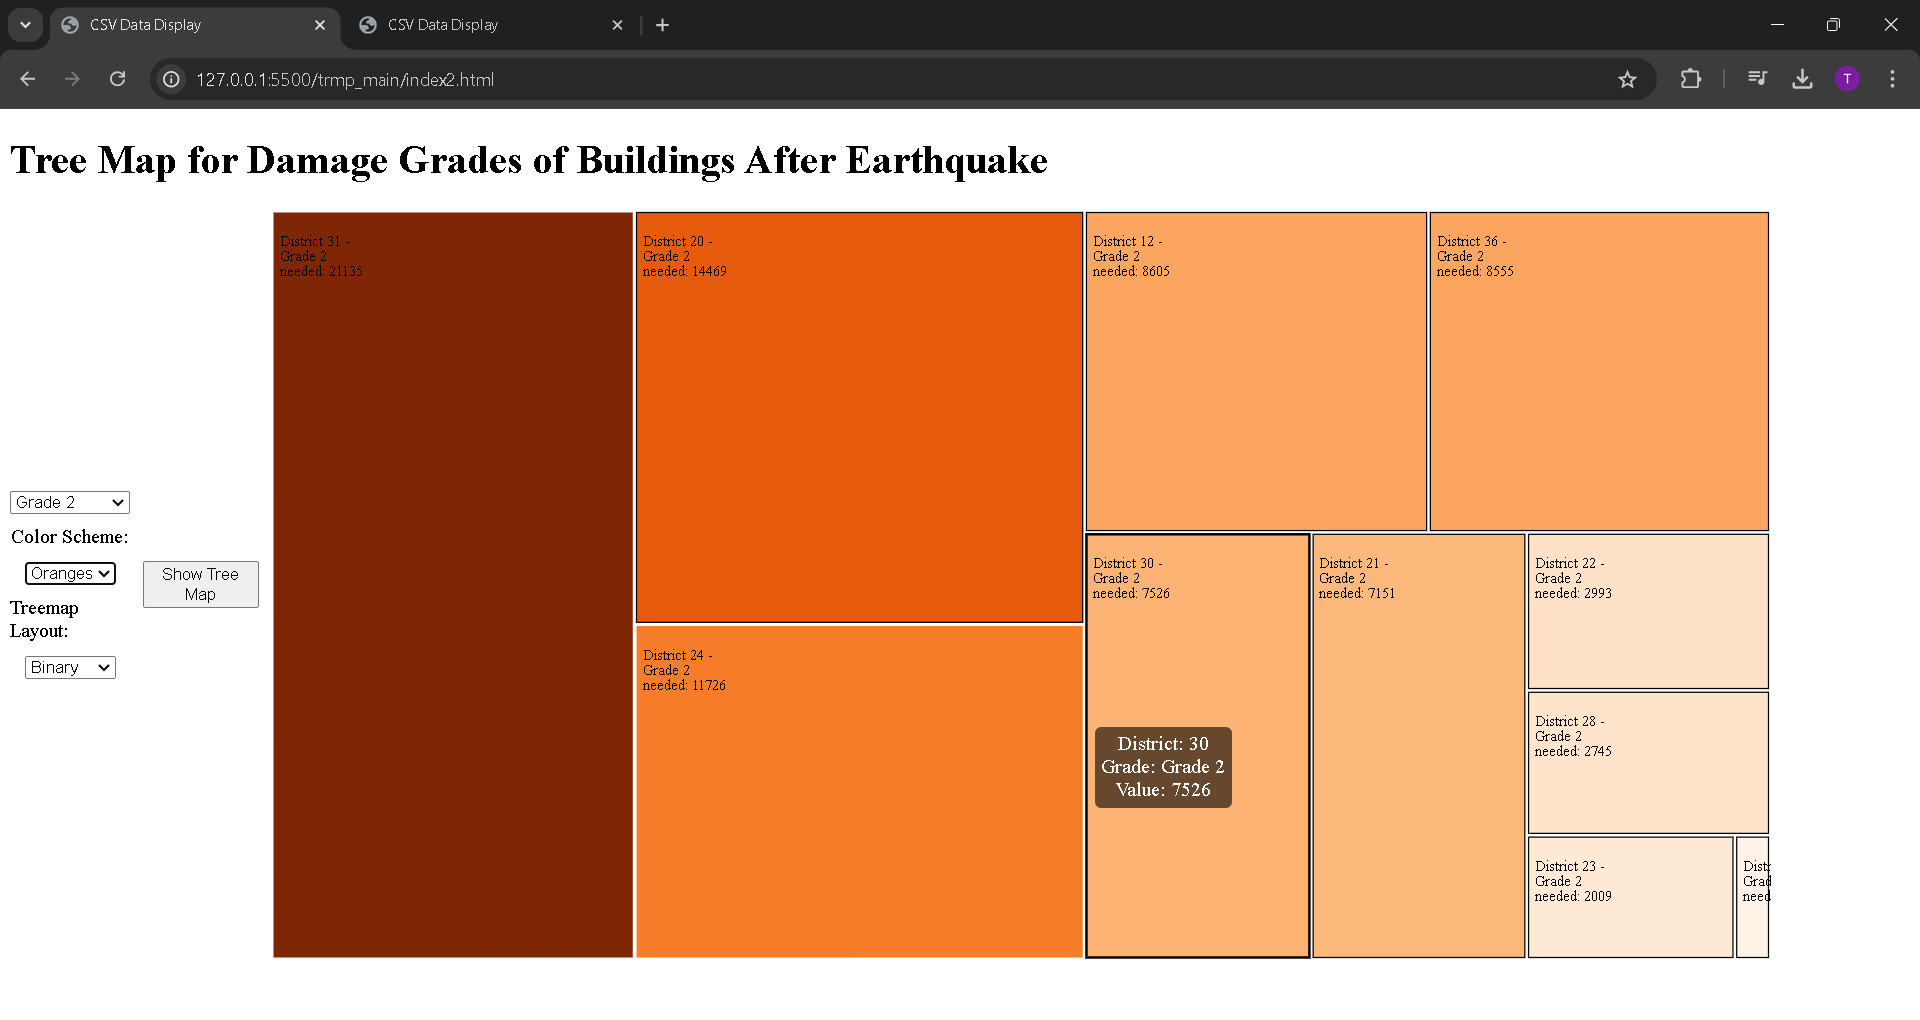 CSV Data Display
CSV Data Display
127.0.0.1:5500/trmp_main/index2.html
T
Tree Map for Damage Grades of Buildings After Earthquake
Grade 2
Color Scheme:
Oranges
Treemap
Layout:
Binary
Show Tree
Map
District 31 -
Grade 2
needed: 21135
District 20 -
Grade 2
needed: 14469
District 24 -
Grade 2
needed: 11726
District 12 -
Grade 2
needed: 8605
District 36 -
Grade 2
needed: 8555
District 30 -
Grade 2
needed: 7526
District: 30
Grade: Grade 2
Value: 7526
District 21 -
Grade 2
needed: 7151
District 22 -
Grade 2
needed: 2993
District 28 -
Grade 2
needed: 2745
District 23 -
Grade 2
needed: 2009
Distr
Grad
need